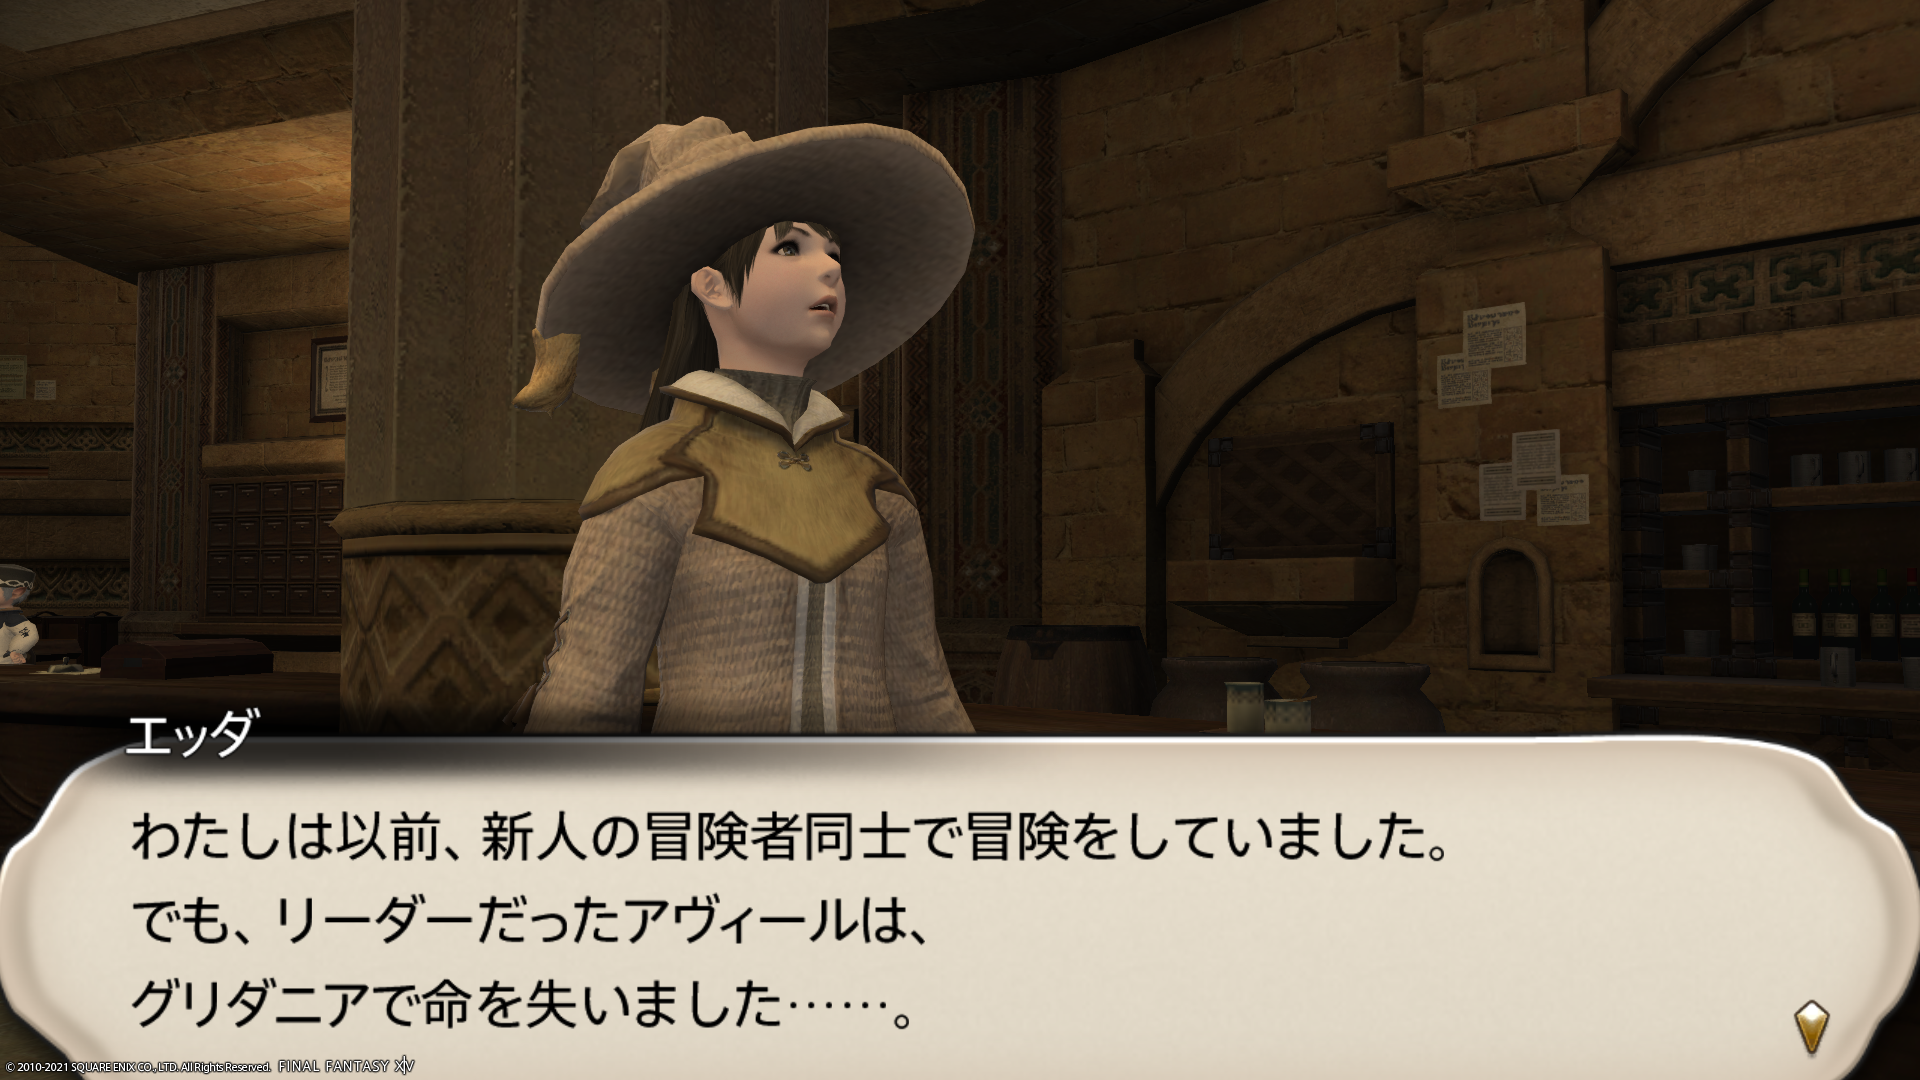 エッダ
わたしは以前、新人の冒険者同士で冒険をしていました。
でも、リーダーだったアヴィールは、
グリダニアで命を失いました……。
© 2010-2021 SQUARE ENIX CO., LTD. All Rights Reserved. FINAL FANTASY XIV